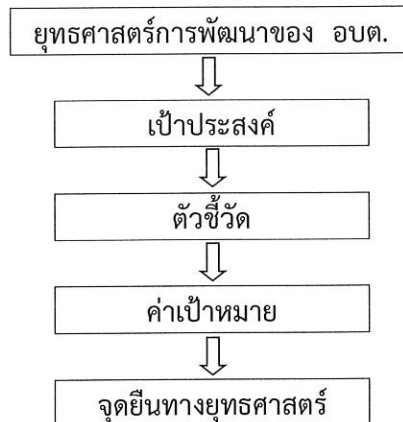 ยุทธศาสตร์การพัฒนาของ อบต.
เป้าประสงค์
ตัวชี้วัด
ค่าเป้าหมาย
จุดยืนทางยุทธศาสตร์